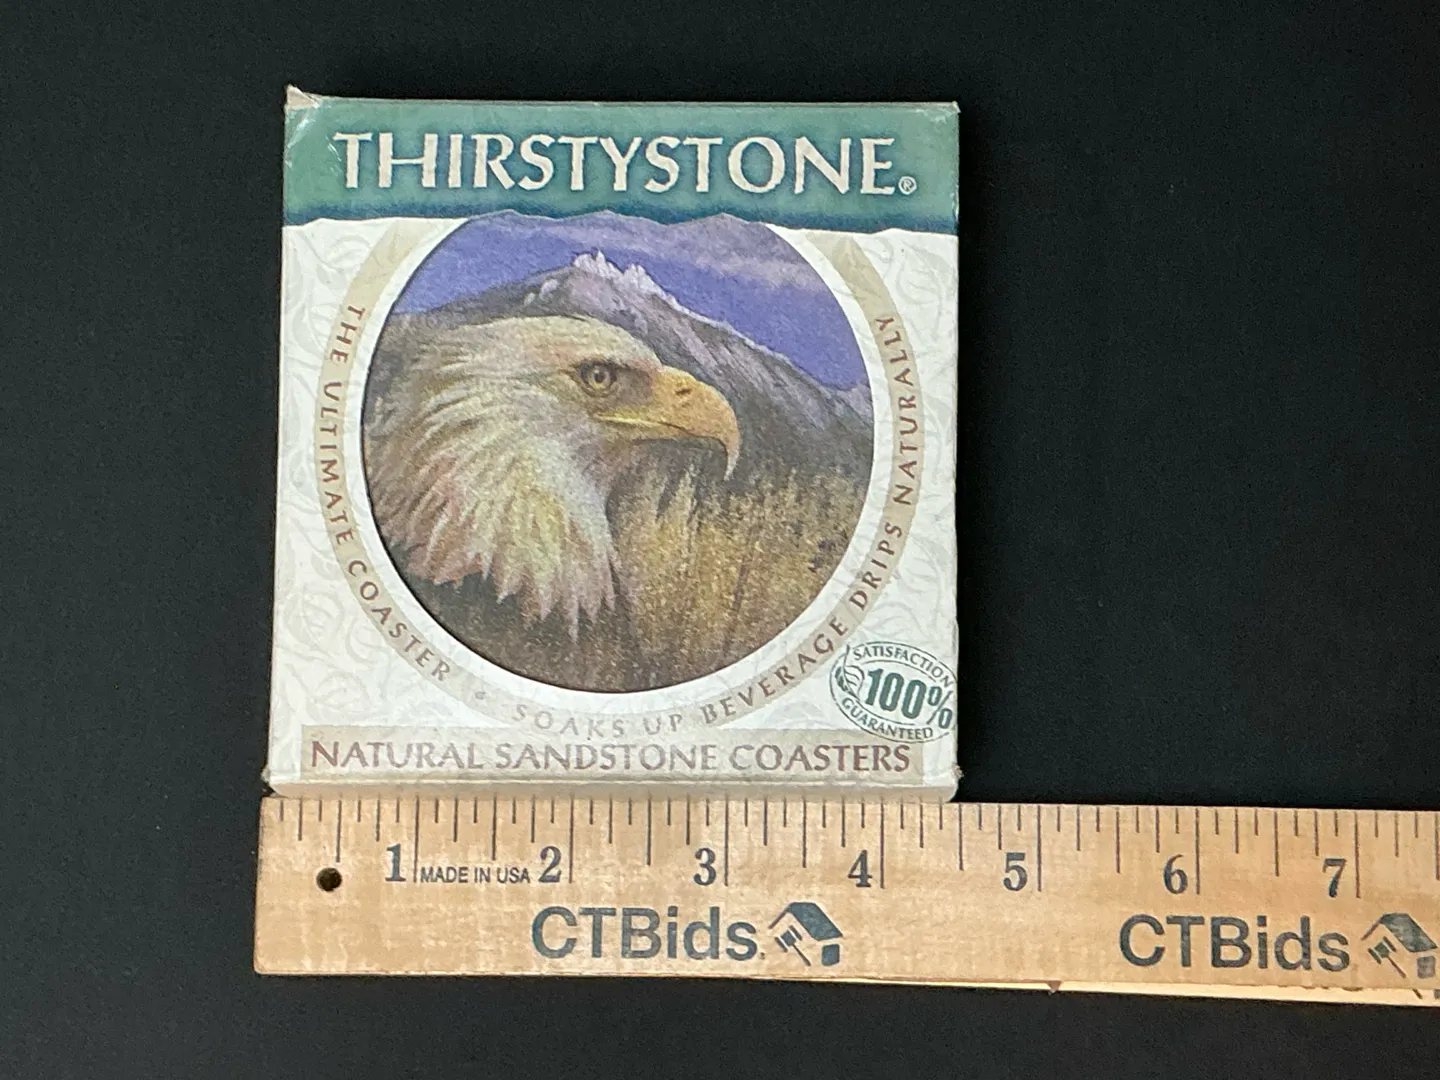 THIRSTYSTONE®
THE ULTIMATE COASTER
SOAKS UP BEVERAGE DRIPS NATURALLY
SATISFACTION
100%
GUARANTEED
NATURAL SANDSTONE COASTERS
1 MADE IN USA 2 3 4 5 6 7
CTBids. CTBids